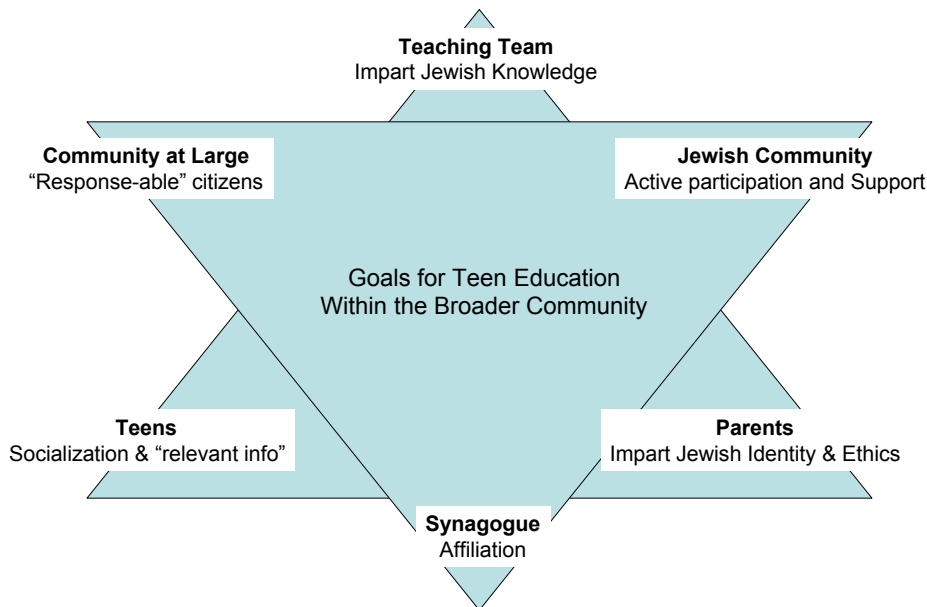 Teaching Team
Impart Jewish Knowledge
Community at Large
“Response-able” citizens
Jewish Community
Active participation and Support
Goals for Teen Education
Within the Broader Community
Teens
Socialization & “relevant info”
Parents
Impart Jewish Identity & Ethics
Synagogue
Affiliation